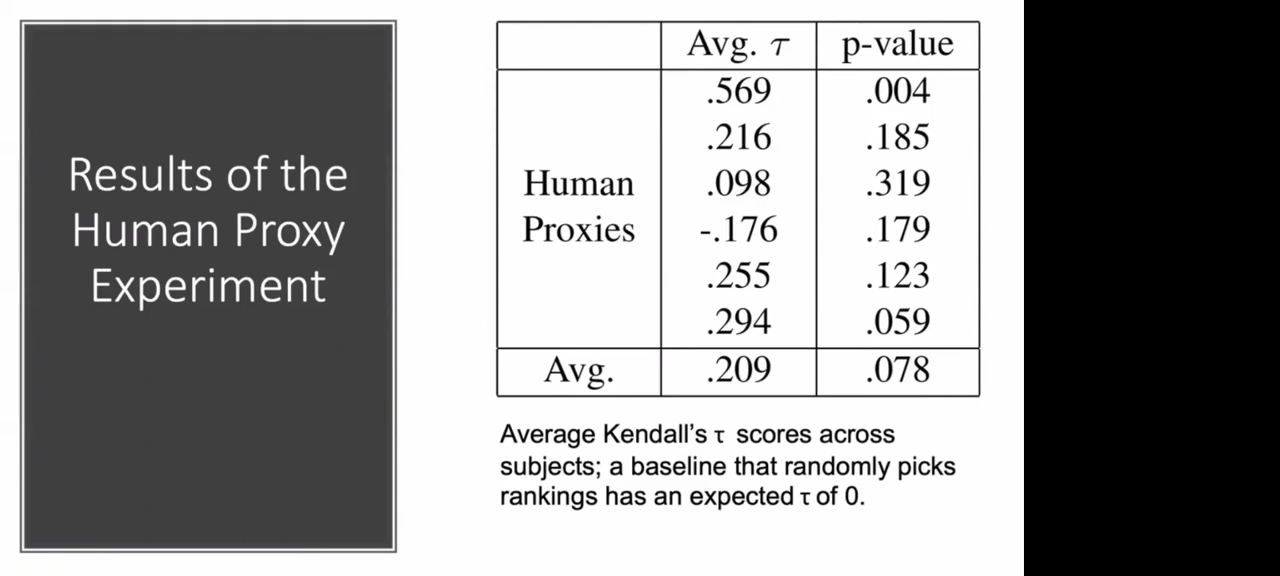 Results of the
Human Proxy
Experiment
Avg. τ p-value
.569 .004
.216 .185
Human .098 .319
Proxies -.176 .179
.255 .123
.294 .059
Avg. .209 .078
Average Kendall's τ scores across
subjects; a baseline that randomly picks
rankings has an expected τ of 0.